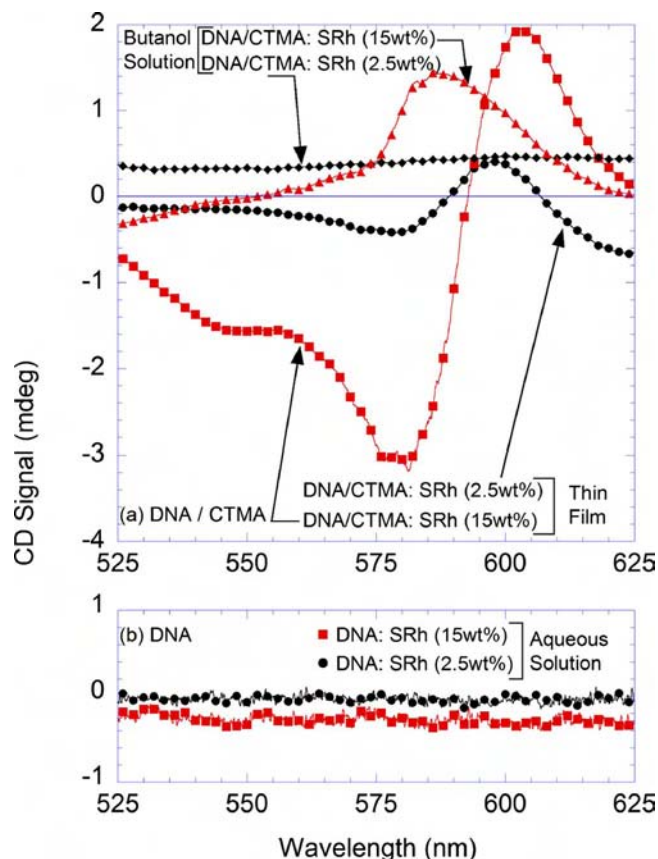 2
Butanol DNA/CTMA: SRh (15wt%)
Solution DNA/CTMA: SRh (2.5wt%)
1
0
-1
-2
-3
DNA/CTMA: SRh (2.5wt%) Thin
(a) DNA / CTMA DNA/CTMA: SRh (15wt%) Film
-4
525 550 575 600 625
CD Signal (mdeg)
1
(b) DNA DNA: SRh (15wt%) Aqueous
DNA: SRh (2.5wt%) Solution
0
-1
525 550 575 600 625
Wavelength (nm)